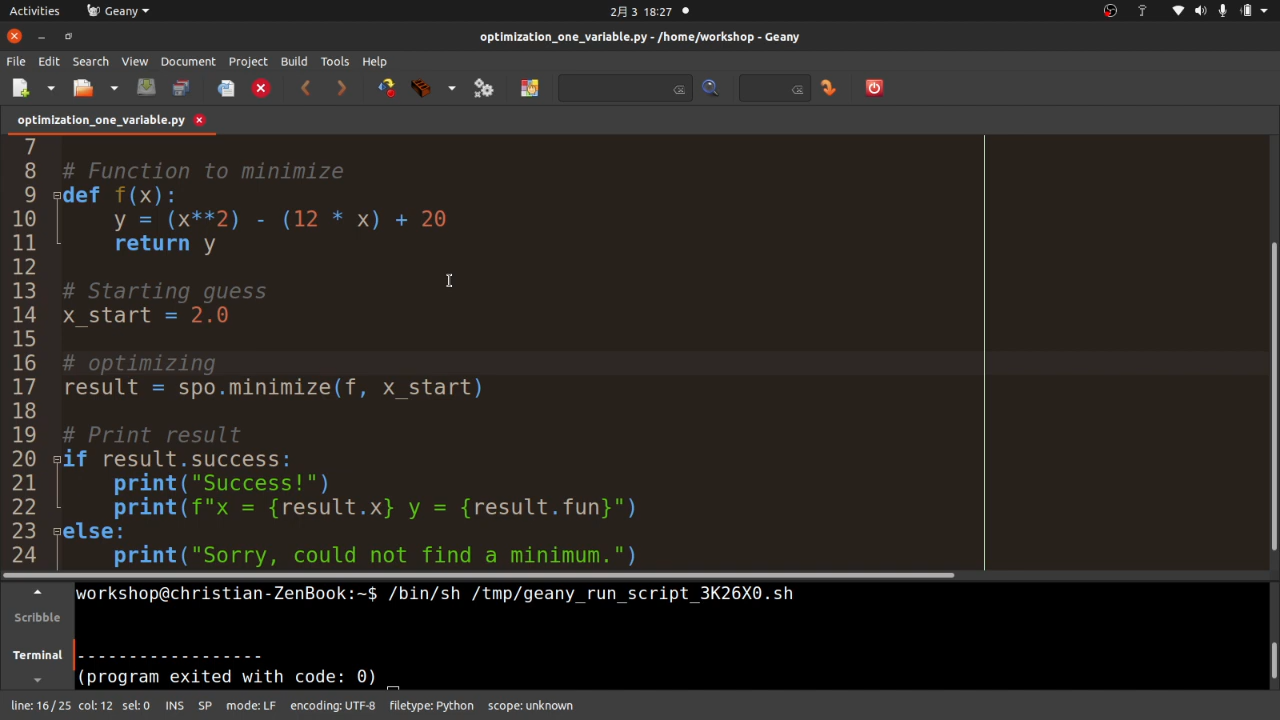 Activities Geany 2月 3 18:27
optimization_one_variable.py - /home/workshop - Geany
File Edit Search View Document Project Build Tools Help
optimization_one_variable.py
7
8 # Function to minimize
9 def f(x):
10 y = (x**2) - (12 * x) + 20
11 return y
12
13 # Starting guess
14 x_start = 2.0
15
16 # optimizing
17 result = spo.minimize(f, x_start)
18
19 # Print result
20 if result.success:
21 print("Success!")
22 print(f"x = {result.x} y = {result.fun}")
23 else:
24 print("Sorry, could not find a minimum.")
workshop@christian-ZenBook:~$ /bin/sh /tmp/geany_run_script_3K26X0.sh
Scribble
Terminal
------------------
(program exited with code: 0)
line: 16 / 25 col: 12 sel: 0 INS SP mode: LF encoding: UTF-8 filetype: Python scope: unknown